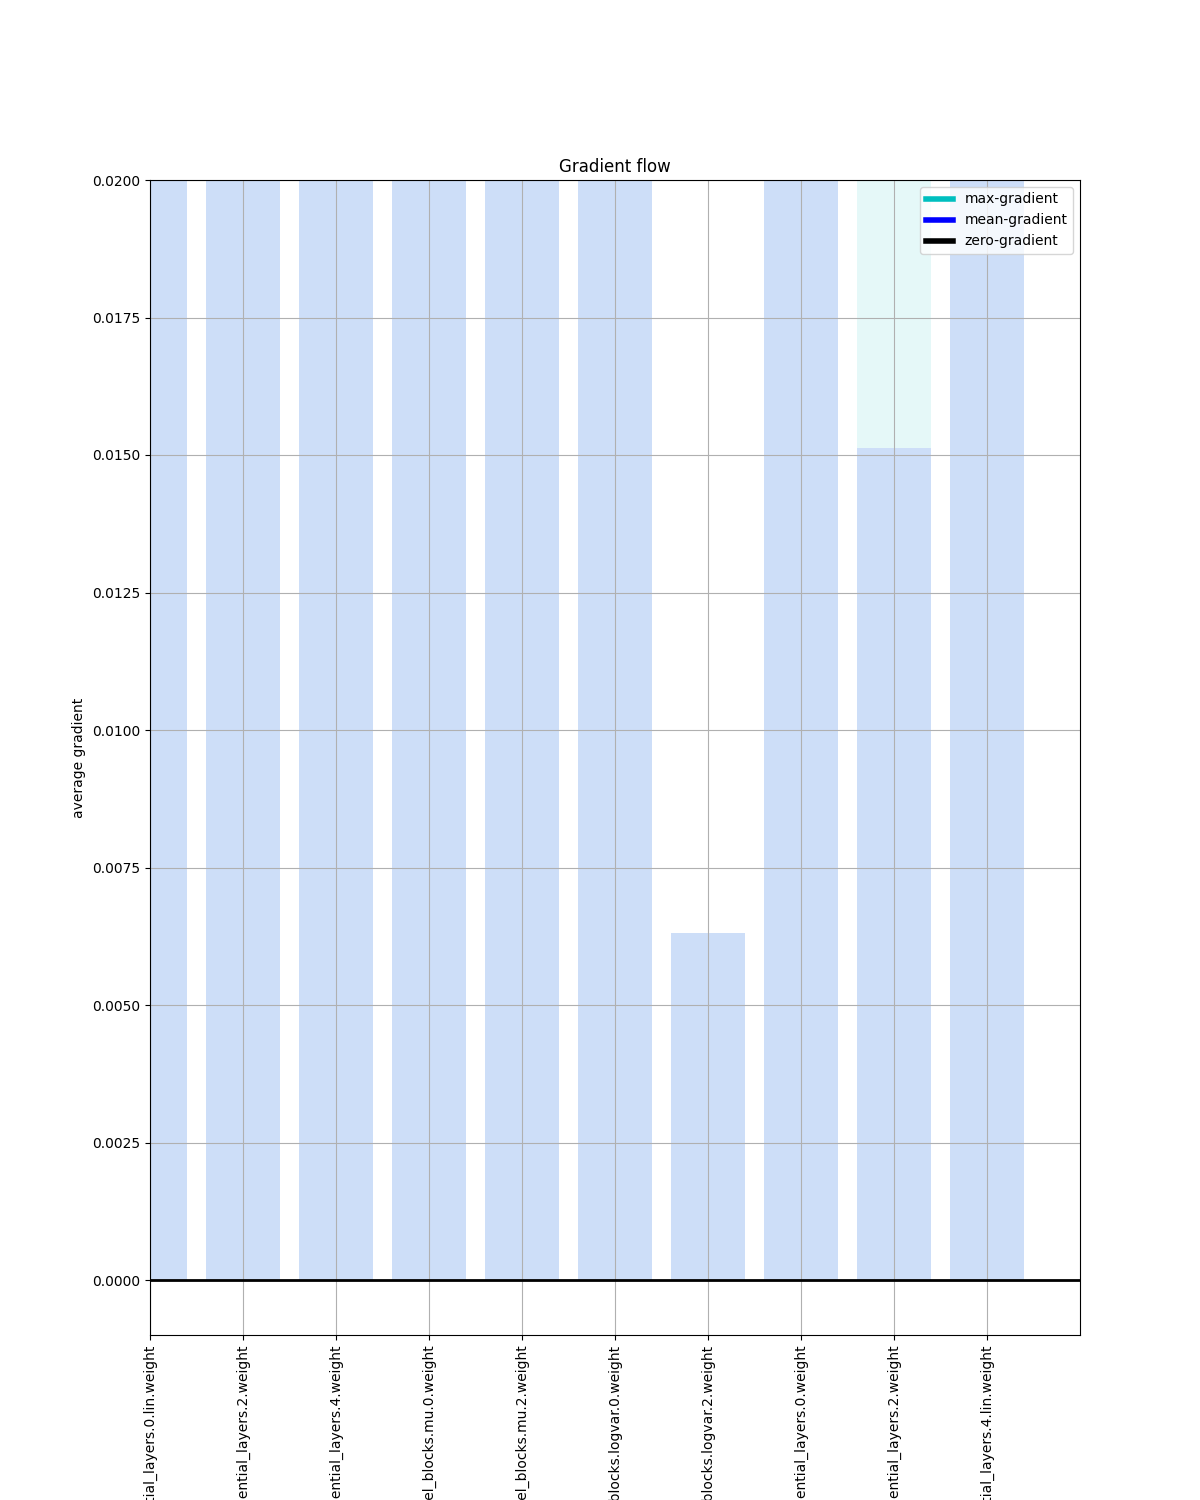 Gradient flow
max-gradient
mean-gradient
zero-gradient
0.0200
0.0175
0.0150
0.0125
0.0100
0.0075
0.0050
0.0025
0.0000
average gradient
tial_layers.0.lin.weight
ential_layers.2.weight
ential_layers.4.weight
el_blocks.mu.0.weight
el_blocks.mu.2.weight
blocks.logvar.0.weight
blocks.logvar.2.weight
ential_layers.0.weight
ential_layers.2.weight
tial_layers.4.lin.weight